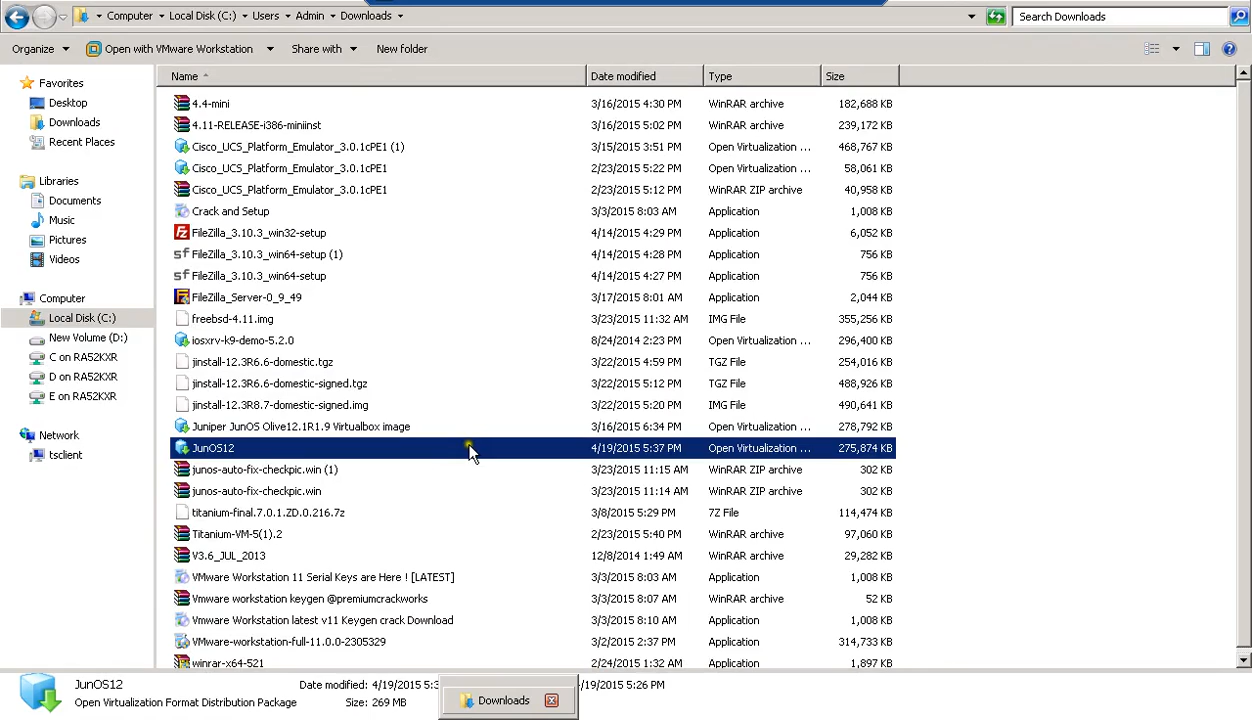 Computer Local Disk (C:) Users Admin Downloads Search Downloads
Organize Open with VMware Workstation Share with New folder
Name Date modified Type Size
Favorites
Desktop
Downloads
Recent Places
Libraries
Documents
Music
Pictures
Videos
Computer
Local Disk (C:)
New Volume (D:)
C on RA52KXR
D on RA52KXR
E on RA52KXR
Network
tsclient
4.4-mini 3/16/2015 4:30 PM WinRAR archive 182,688 KB
4.11-RELEASE-i386-miniinst 3/16/2015 5:02 PM WinRAR archive 239,172 KB
Cisco_UCS_Platform_Emulator_3.0.1cPE1 (1) 3/15/2015 3:51 PM Open Virtualization ... 468,767 KB
Cisco_UCS_Platform_Emulator_3.0.1cPE1 2/23/2015 5:22 PM Open Virtualization ... 58,061 KB
Cisco_UCS_Platform_Emulator_3.0.1cPE1 2/23/2015 5:12 PM WinRAR ZIP archive 40,958 KB
Crack and Setup 3/3/2015 8:03 AM Application 1,008 KB
FileZilla_3.10.3_win32-setup 4/14/2015 4:29 PM Application 6,052 KB
FileZilla_3.10.3_win64-setup (1) 4/14/2015 4:28 PM Application 756 KB
FileZilla_3.10.3_win64-setup 4/14/2015 4:27 PM Application 756 KB
FileZilla_Server-0_9_49 3/17/2015 8:01 AM Application 2,044 KB
freebsd-4.11.img 3/23/2015 11:32 AM IMG File 355,256 KB
iosxrv-k9-demo-5.2.0 8/24/2014 2:23 PM Open Virtualization ... 296,400 KB
jinstall-12.3R6.6-domestic.tgz 3/22/2015 4:59 PM TGZ File 254,016 KB
jinstall-12.3R6.6-domestic-signed.tgz 3/22/2015 5:12 PM TGZ File 488,926 KB
jinstall-12.3R8.7-domestic-signed.img 3/22/2015 5:20 PM IMG File 490,641 KB
Juniper JunOS Olive12.1R1.9 Virtualbox image 3/16/2015 6:34 PM Open Virtualization ... 278,792 KB
JunOS12 4/19/2015 5:37 PM Open Virtualization ... 275,874 KB
junos-auto-fix-checkpic.win (1) 3/23/2015 11:15 AM WinRAR ZIP archive 302 KB
junos-auto-fix-checkpic.win 3/23/2015 11:14 AM WinRAR ZIP archive 302 KB
titanium-final.7.0.1.ZD.0.216.7z 3/8/2015 5:29 PM 7Z File 114,474 KB
Titanium-VM-5(1).2 2/23/2015 5:40 PM WinRAR archive 97,060 KB
V3.6_JUL_2013 12/8/2014 1:49 AM WinRAR archive 29,282 KB
VMware Workstation 11 Serial Keys are Here ! [LATEST] 3/3/2015 8:03 AM Application 1,008 KB
Vmware workstation keygen @premiumcrackworks 3/3/2015 8:07 AM WinRAR archive 52 KB
Vmware Workstation latest v11 Keygen crack Download 3/3/2015 8:10 AM Application 1,008 KB
VMware-workstation-full-11.0.0-2305329 3/2/2015 2:37 PM Application 314,733 KB
winrar-x64-521 2/24/2015 1:32 AM Application 1,897 KB
JunOS12 Date modified: 4/19/2015 5:3 /19/2015 5:26 PM
Open Virtualization Format Distribution Package Size: 269 MB Downloads